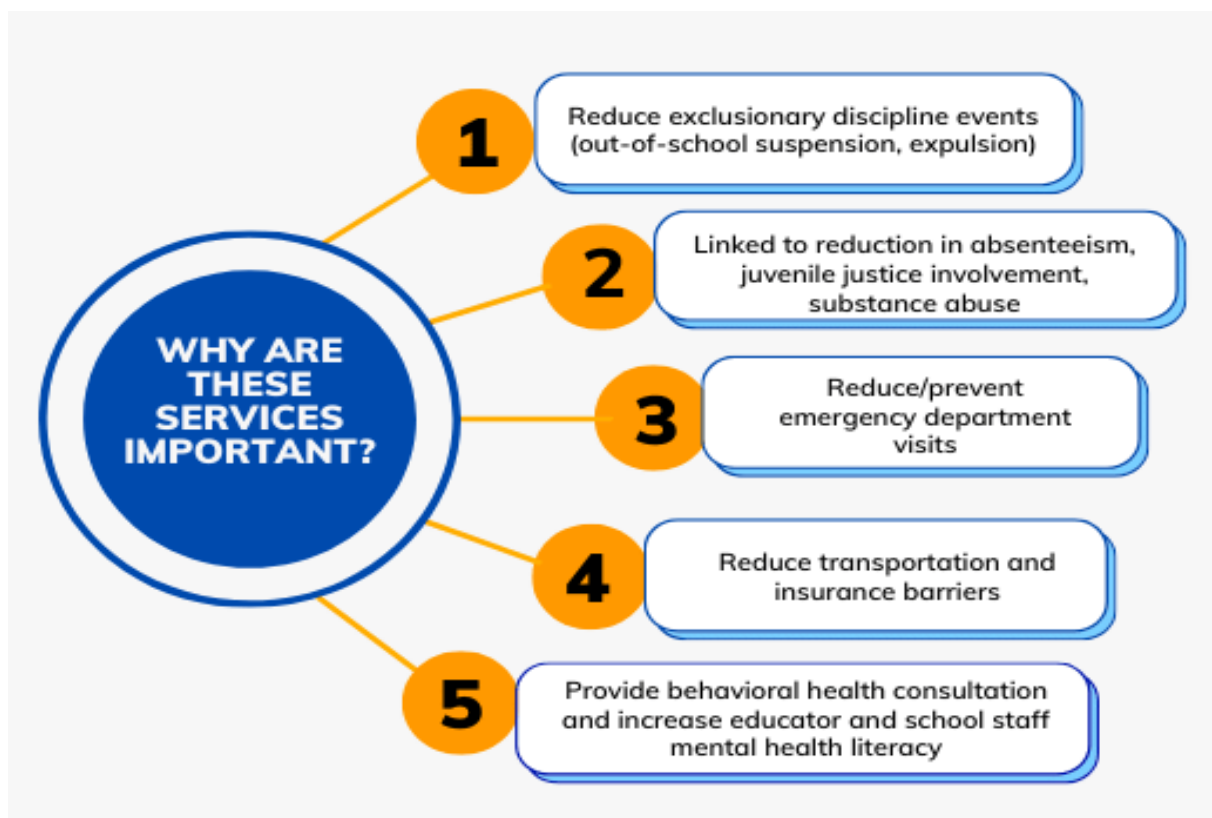 WHY ARE
THESE
SERVICES
IMPORTANT?
1
Reduce exclusionary discipline events
(out-of-school suspension, expulsion)
2
Linked to reduction in absenteeism,
juvenile justice involvement,
substance abuse
3
Reduce/prevent
emergency department
visits
4
Reduce transportation and
insurance barriers
5
Provide behavioral health consultation
and increase educator and school staff
mental health literacy